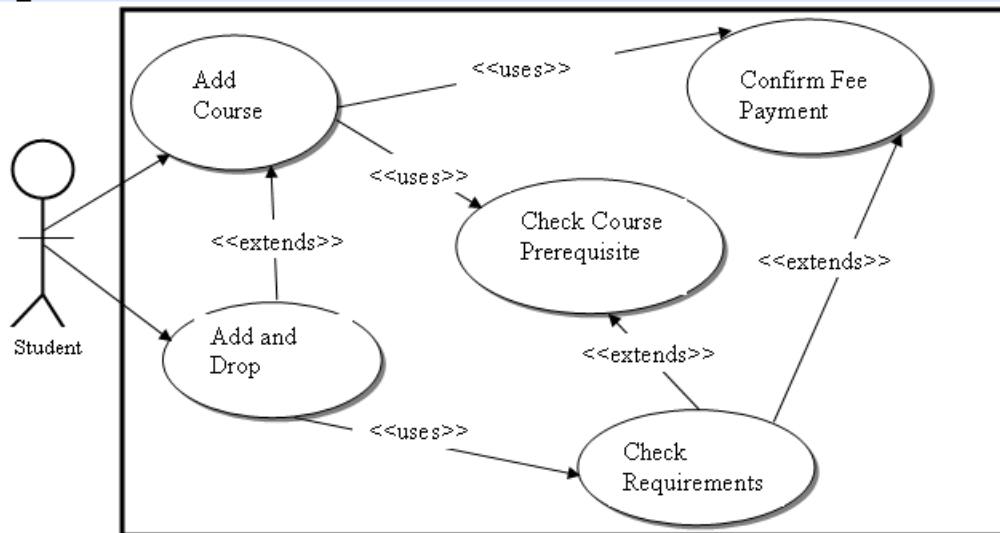 <<uses>>
Add
Course
Confirm Fee
Payment
<<uses>>
Check Course
Prerequisite
<<extends>>
<<extends>>
Student
Add and
Drop
<<extends>>
<<uses>>
Check
Requirements